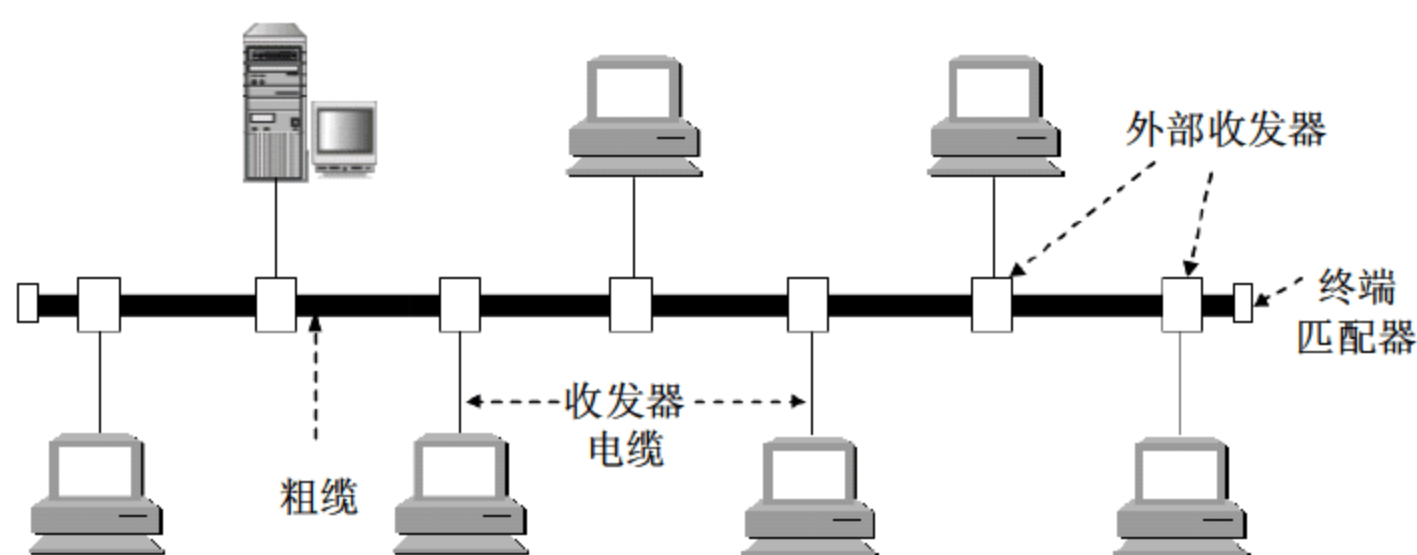 外部收发器
终端
匹配器
收发器
电缆
粗缆